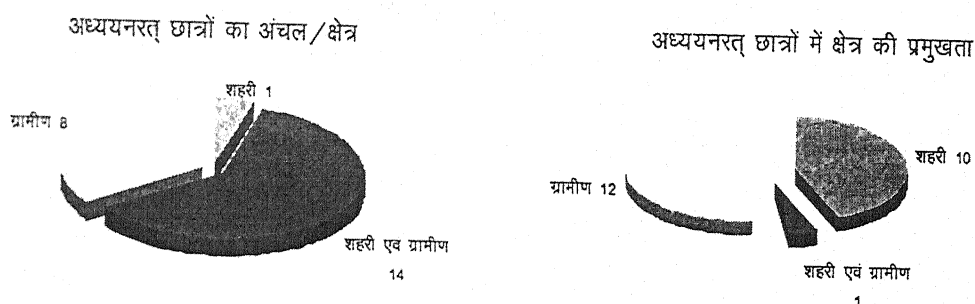 अध्ययनरत् छात्रों का अंचल/क्षेत्र
शहरी 1
ग्रामीण 8
शहरी एव ग्रामीण
14
अध्ययनरत् छात्रों में क्षेत्र की प्रमुखता
शहरी 10
ग्रामीण 12
शहरी एवं ग्रामीण
1